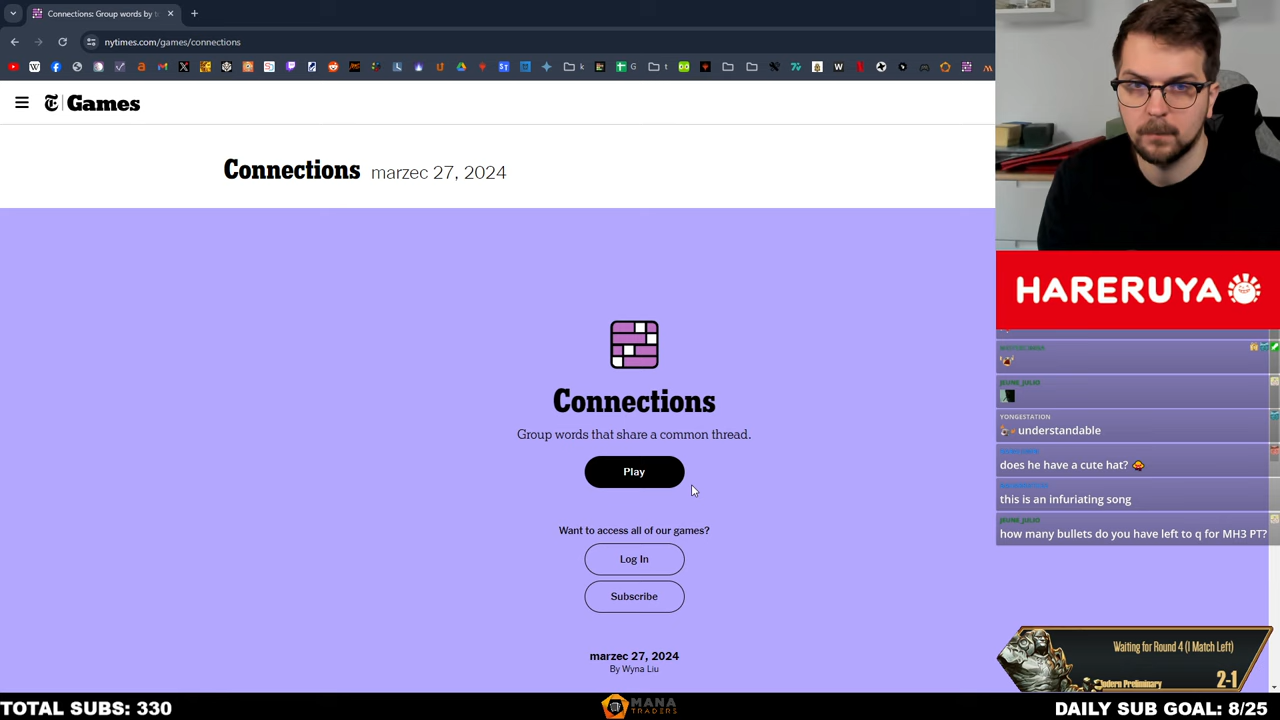 Connections: Group words by t
nytimes.com/games/connections
Games
Connections marzec 27, 2024
Connections
Group words that share a common thread.
Play
Want to access all of our games?
Log In
Subscribe
marzec 27, 2024
By Wyna Liu
HARERUYA
JEUNE_JULIO
YONGESTATION
understandable
does he have a cute hat?
this is an infuriating song
JEUNE_JULIO
how many bullets do you have left to q for MH3 PT?
Waiting for Round 4 (1 Match Left)
Modern Preliminary
2-1
TOTAL SUBS: 330
MANA
TRADERS
DAILY SUB GOAL: 8/25